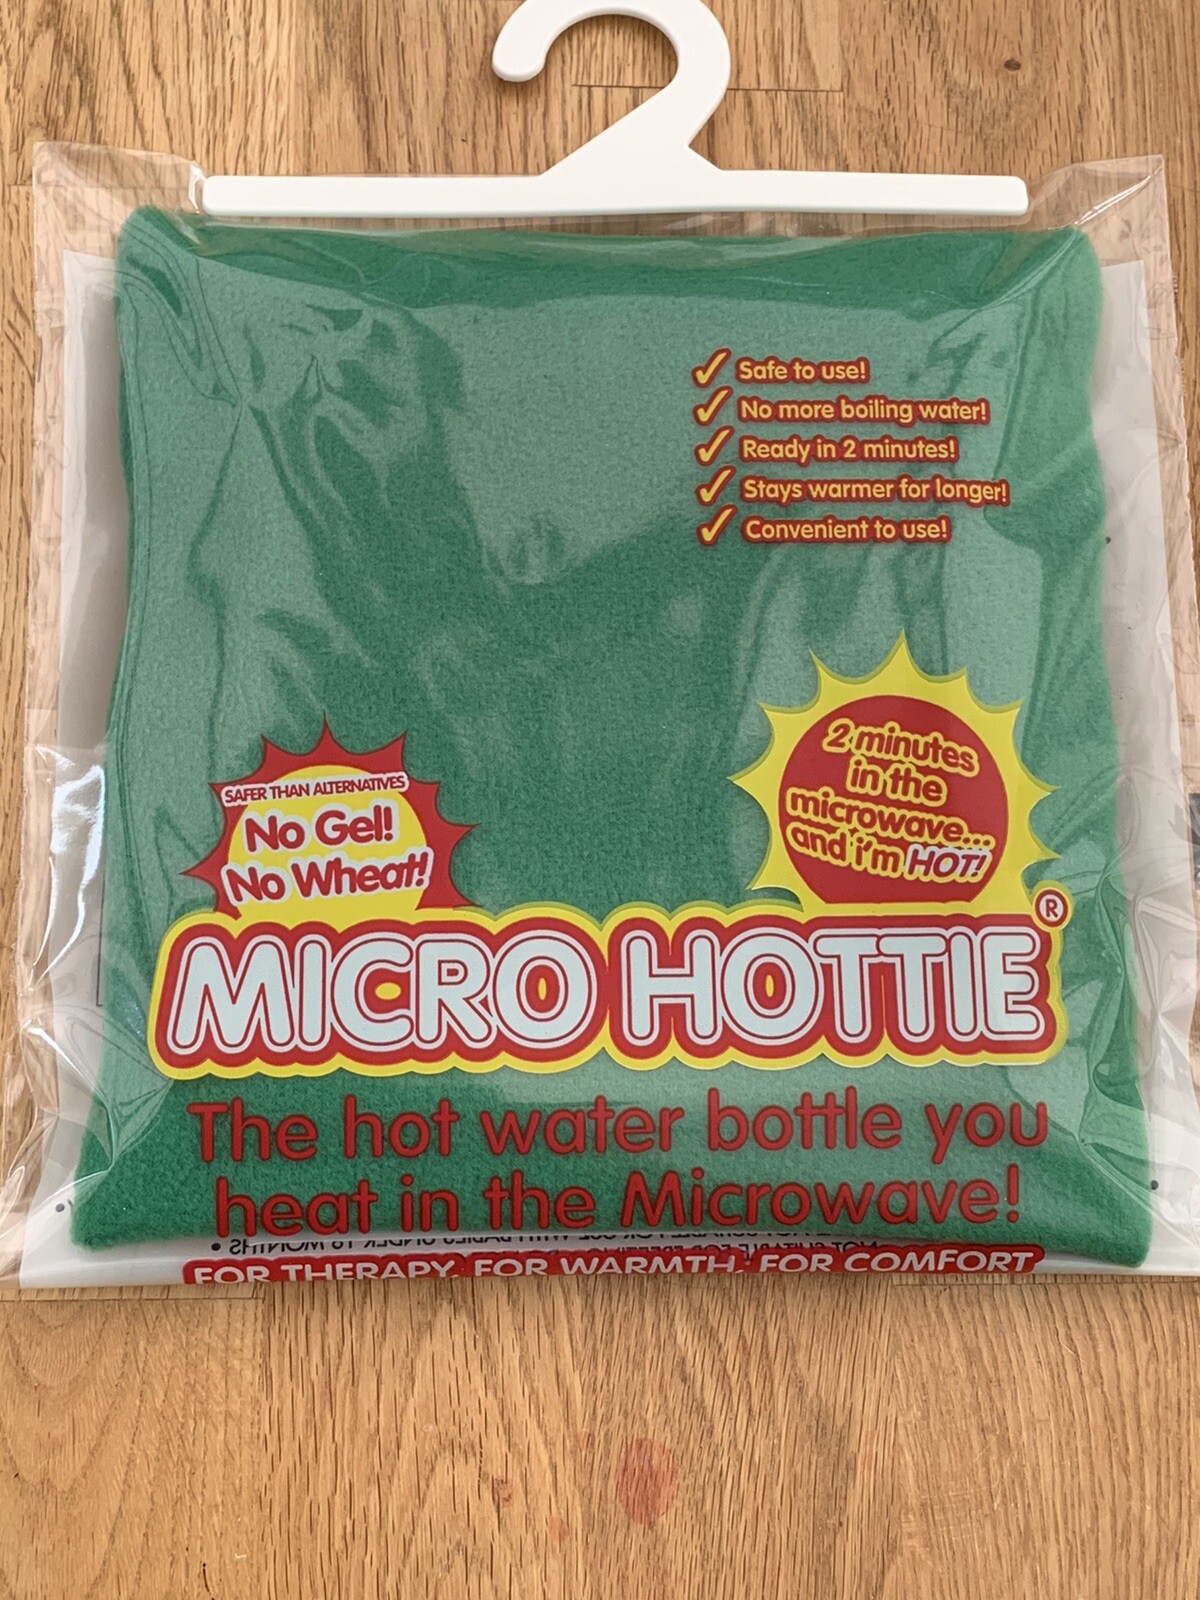 ✓ Safe to use!
✓ No more boiling water!
✓ Ready in 2 minutes!
✓ Stays warmer for longer!
✓ Convenient to use!
2 minutes
in the
microwave...
and i'm HOT!
SAFER THAN ALTERNATIVES
No Gel!
No Wheat!
MICRO HOTTIE®
The hot water bottle you
heat in the Microwave!
FOR THERAPY, FOR WARMTH, FOR COMFORT